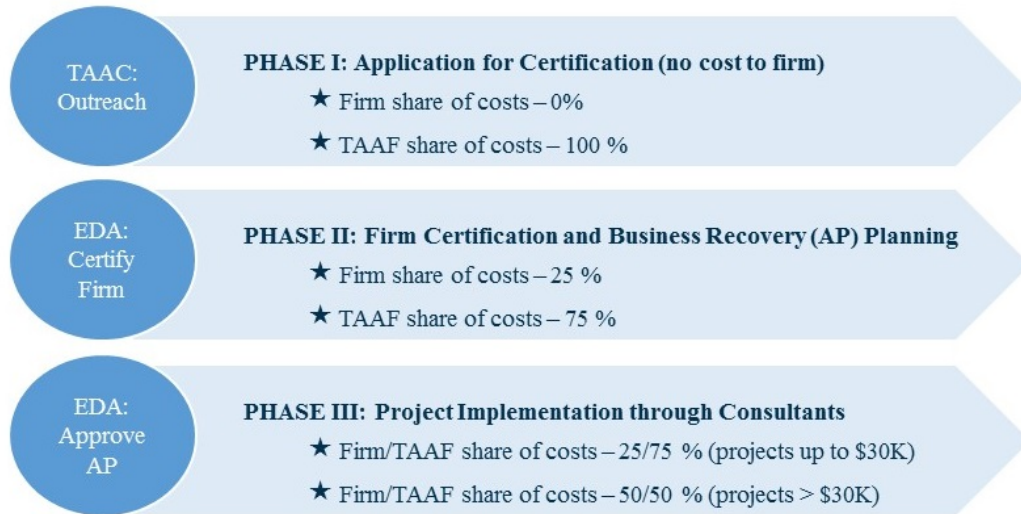 TAAC:
Outreach
PHASE I: Application for Certification (no cost to firm)
★ Firm share of costs – 0%
★ TAAF share of costs – 100 %
EDA:
Certify
Firm
PHASE II: Firm Certification and Business Recovery (AP) Planning
★ Firm share of costs – 25 %
★ TAAF share of costs – 75 %
EDA:
Approve
AP
PHASE III: Project Implementation through Consultants
★ Firm/TAAF share of costs – 25/75 % (projects up to $30K)
★ Firm/TAAF share of costs – 50/50 % (projects > $30K)